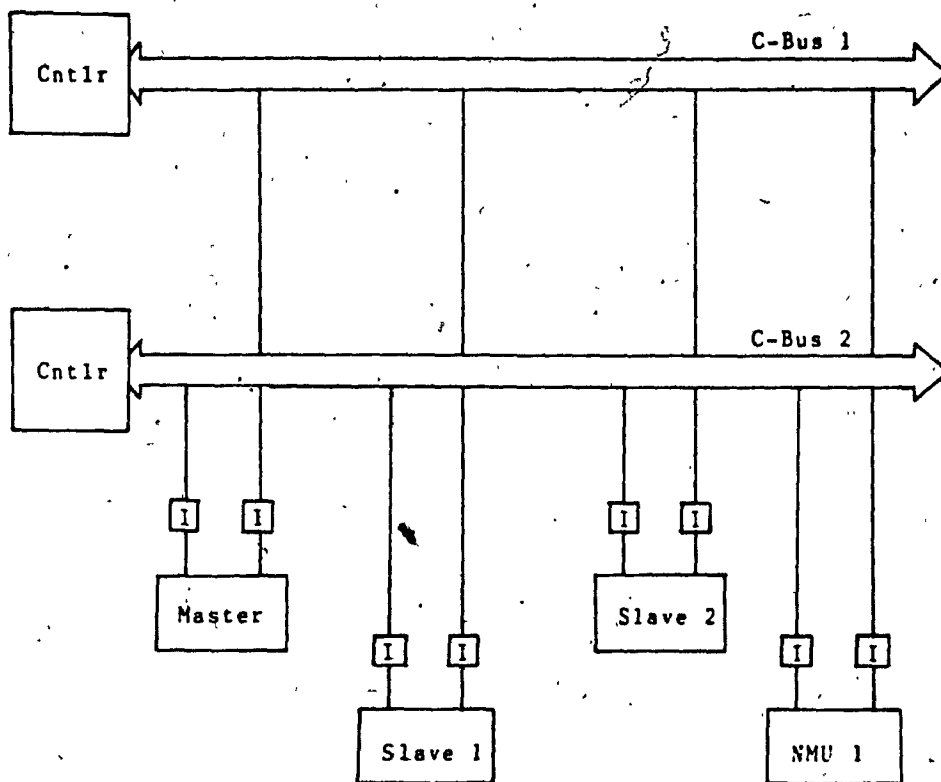 C-Bus 1
Cntlr
C-Bus 2
Cntlr
I I I I
Master Slave 2
I I I I
Slave 1 NMU 1